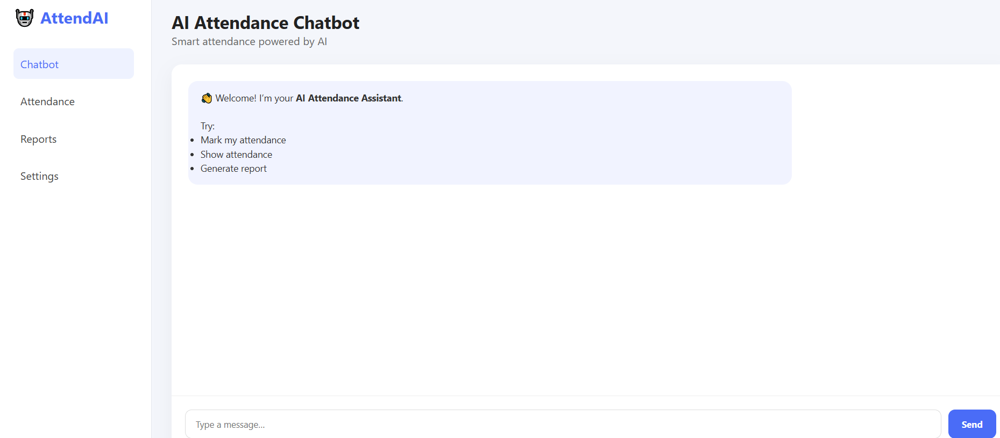 AttendAI
Chatbot
Attendance
Reports
Settings
AI Attendance Chatbot
Smart attendance powered by AI
👋 Welcome! I’m your AI Attendance Assistant.
Try:
• Mark my attendance
• Show attendance
• Generate report
Type a message...
Send